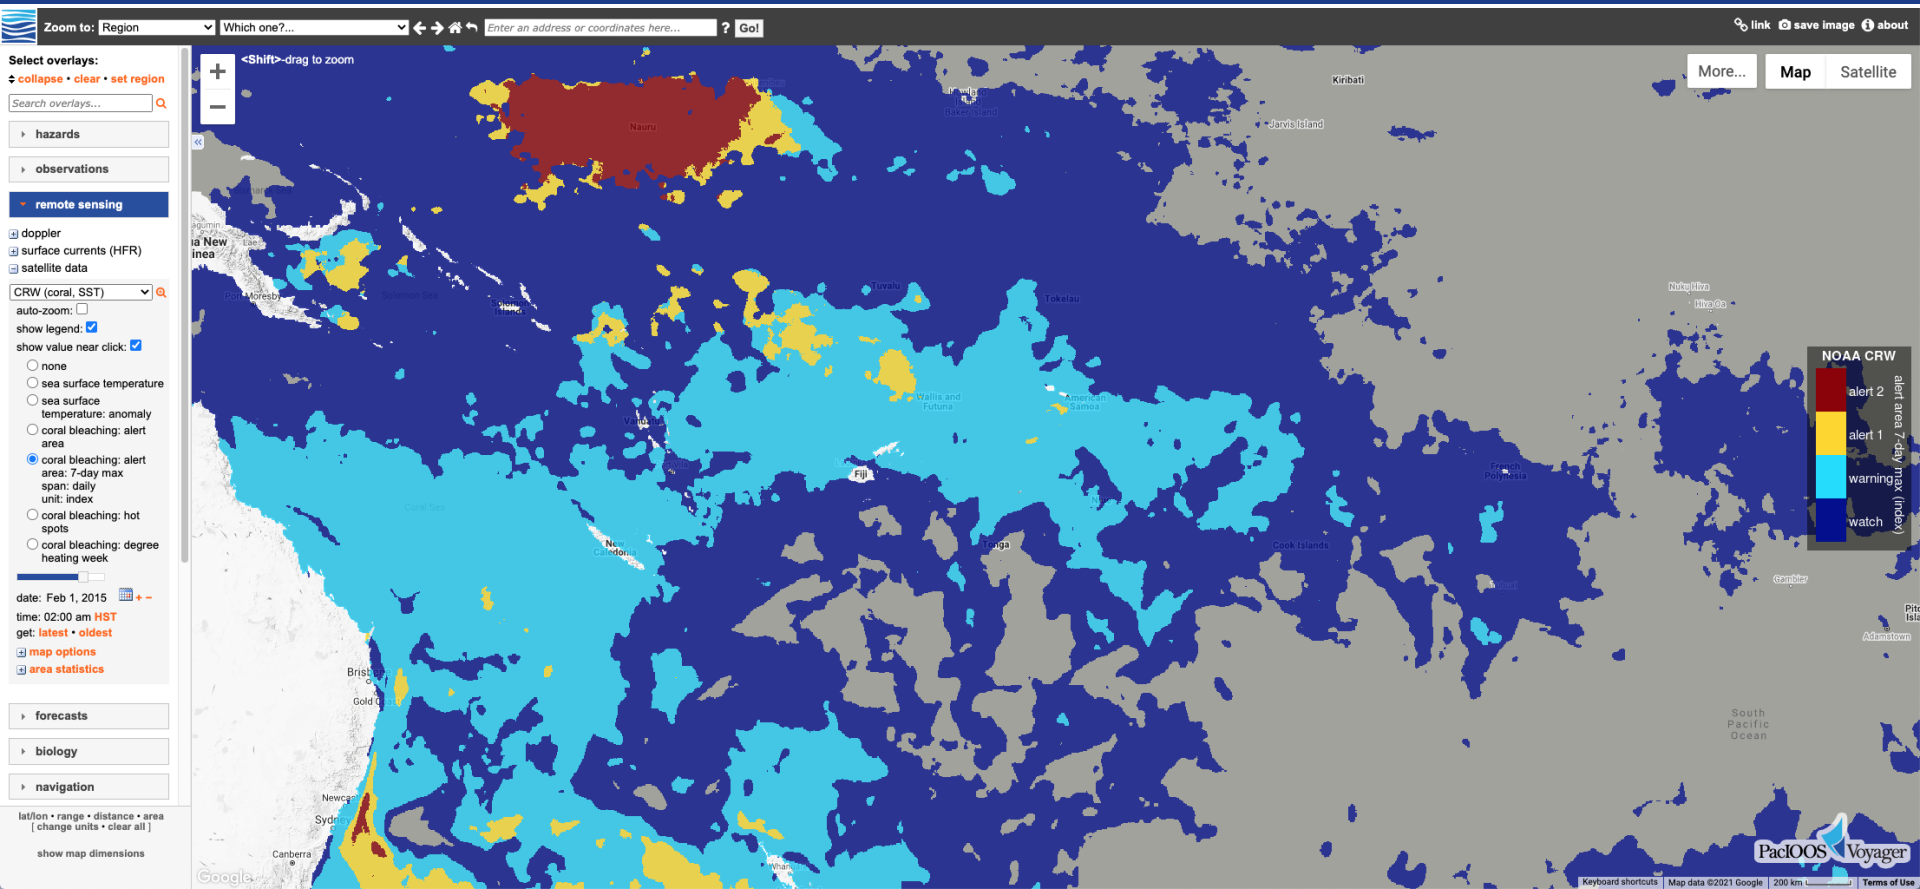 Zoom to: Region Which one?... Enter an address or coordinates here... ? Go! link save image about
Select overlays:
collapse • clear • set region
Search overlays...
hazards
observations
remote sensing
doppler
surface currents (HFR)
satellite data
CRW (coral, SST)
auto-zoom:
show legend:
show value near click:
none
sea surface temperature
sea surface
temperature: anomaly
coral bleaching: alert
area
coral bleaching: alert
area: 7-day max
span: daily
unit: index
coral bleaching: hot
spots
coral bleaching: degree
heating week
date: Feb 1, 2015 + −
time: 02:00 am HST
get: latest • oldest
map options
area statistics
forecasts
biology
navigation
lat/lon • range • distance • area
[ change units • clear all ]
show map dimensions
+
−
<Shift>-drag to zoom
«
More...
Map Satellite
Kiribati
Nauru
Baker Island
Jarvis Island
Lae
Port Moresby
Solomon Sea
Solomon
Islands
Tuvalu
Tokelau
Nuku Hiva
Hiva Oa
Wallis and
Futuna
American
Samoa
Vanuatu
Fiji
French
Polynesia
Coral Sea
New
Caledonia
Tonga
Cook Islands
Gambier
Adamstown
Brisb
Gold C
South
Pacific
Ocean
Newcas
Sydney
Canberra
Whan
NOAA CRW
alert 2
alert 1
warning
watch
alert area 7-day max (index)
PacIOOS Voyager
Google
Keyboard shortcuts Map data ©2021 Google 200 km Terms of Use